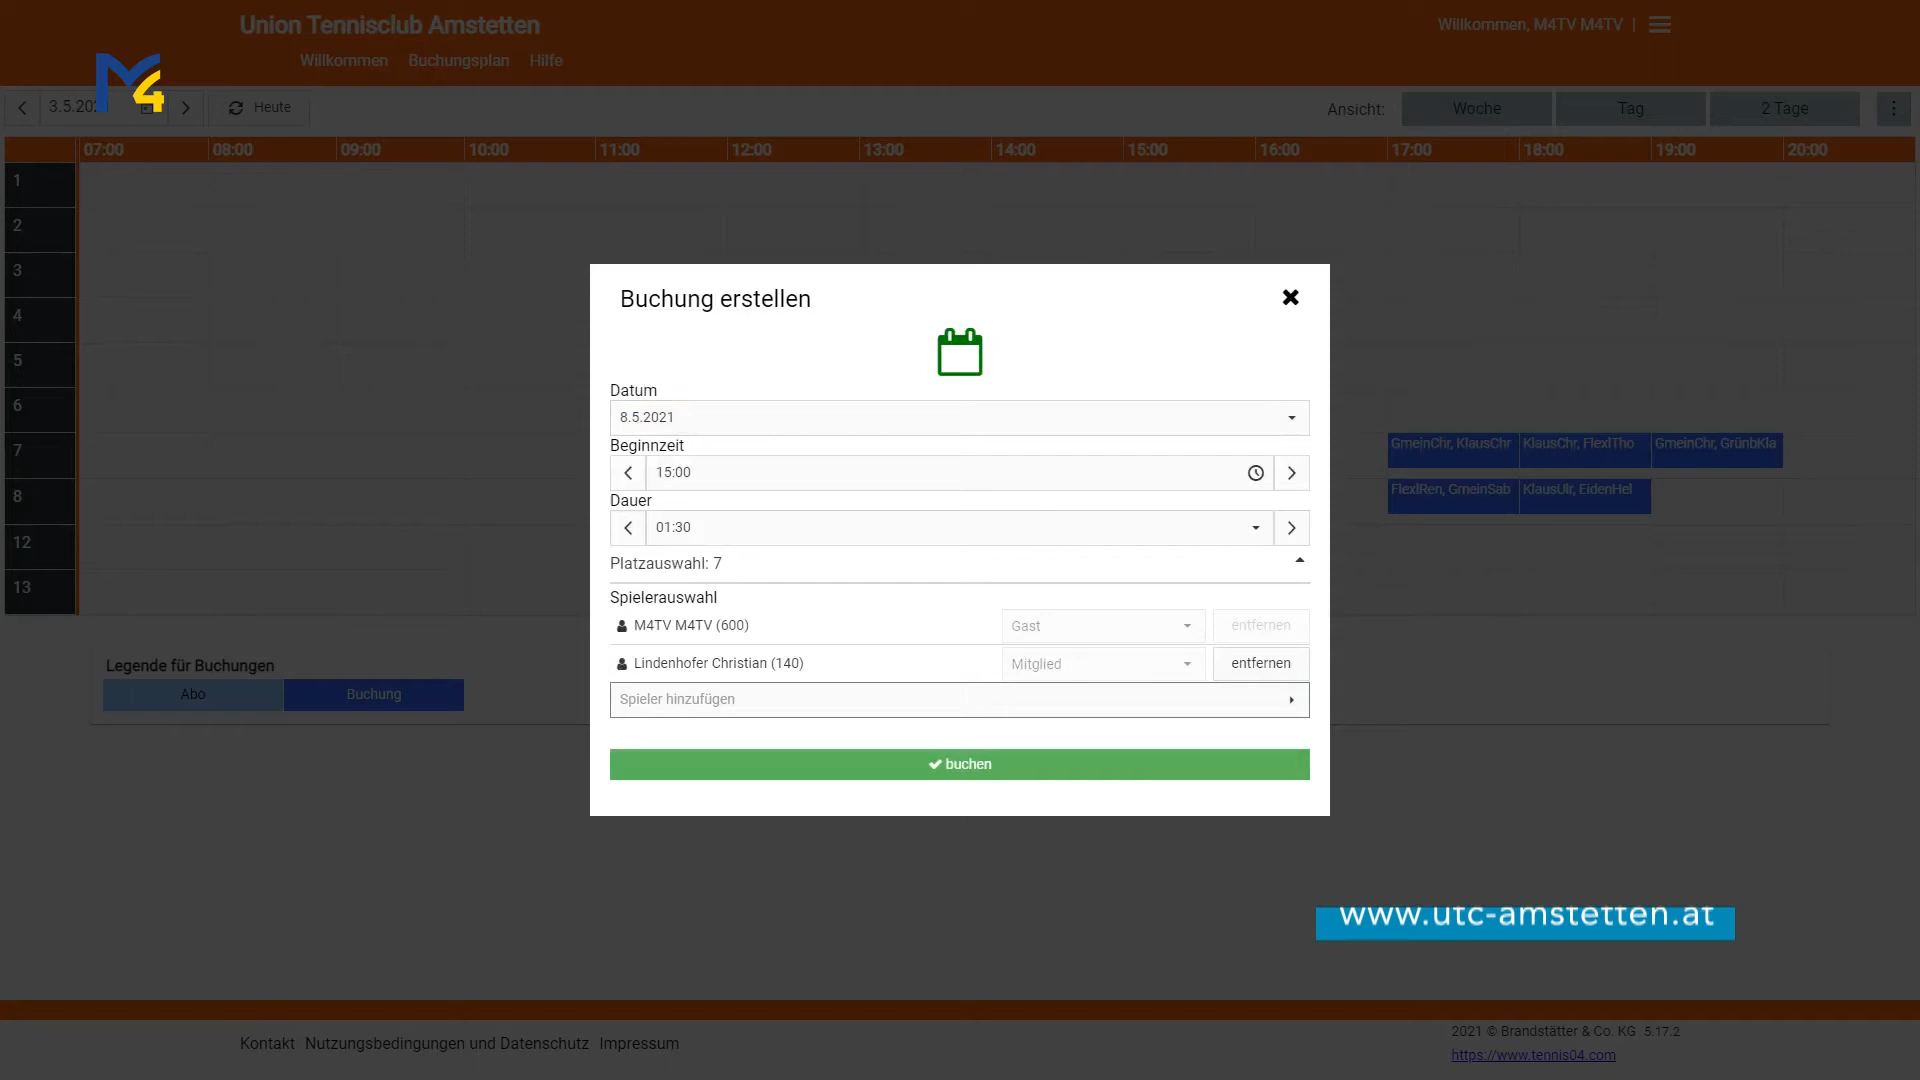 Union Tennisclub Amstetten
Willkommen, M4TV M4TV |
Willkommen Buchungsplan Hilfe
M4
3.5.202
Heute
Ansicht:
Woche
Tag
2 Tage
07:00 08:00 09:00 10:00 11:00 12:00 13:00 14:00 15:00 16:00 17:00 18:00 19:00 20:00
1
2
3
4
5
6
7
8
12
13
GmeinChr, KlausChr
KlausChr, FlexlTho
GmeinChr, GrünbKla
FlexlRen, GmeinSab
KlausUlr, EidenHel
Legende für Buchungen
Abo
Buchung
Buchung erstellen
Datum
8.5.2021
Beginnzeit
15:00
Dauer
01:30
Platzauswahl: 7
Spielerauswahl
M4TV M4TV (600)
Gast
entfernen
Lindenhofer Christian (140)
Mitglied
entfernen
Spieler hinzufügen
buchen
www.utc-amstetten.at
Kontakt Nutzungsbedingungen und Datenschutz Impressum
2021 © Brandstätter & Co. KG 5.17.2
https://www.tennis04.com